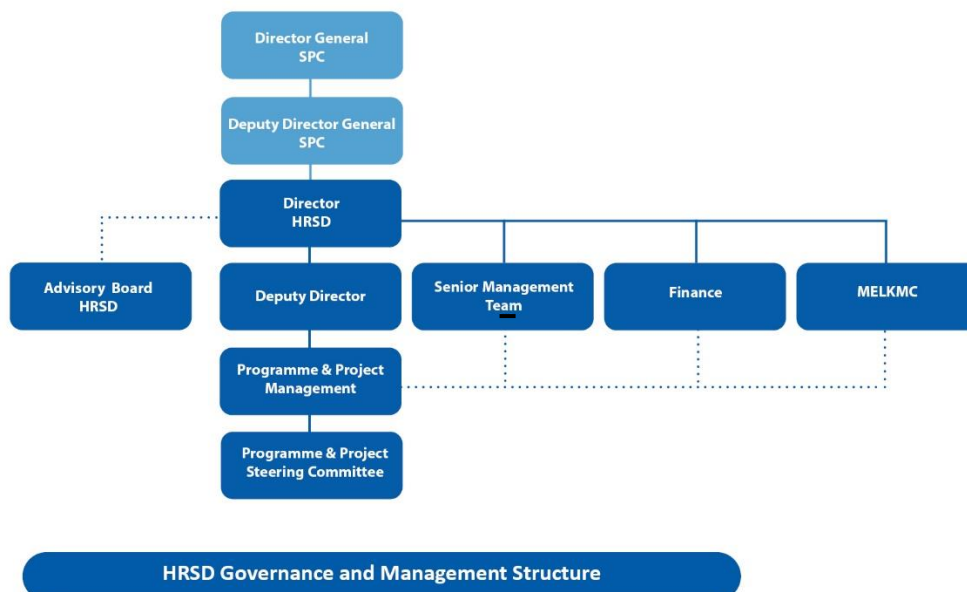 Director General
SPC
Deputy Director General
SPC
Director
HRSD
Advisory Board
HRSD
Deputy Director
Senior Management
Team
Finance
MELKMC
Programme & Project
Management
Programme & Project
Steering Committee
HRSD Governance and Management Structure